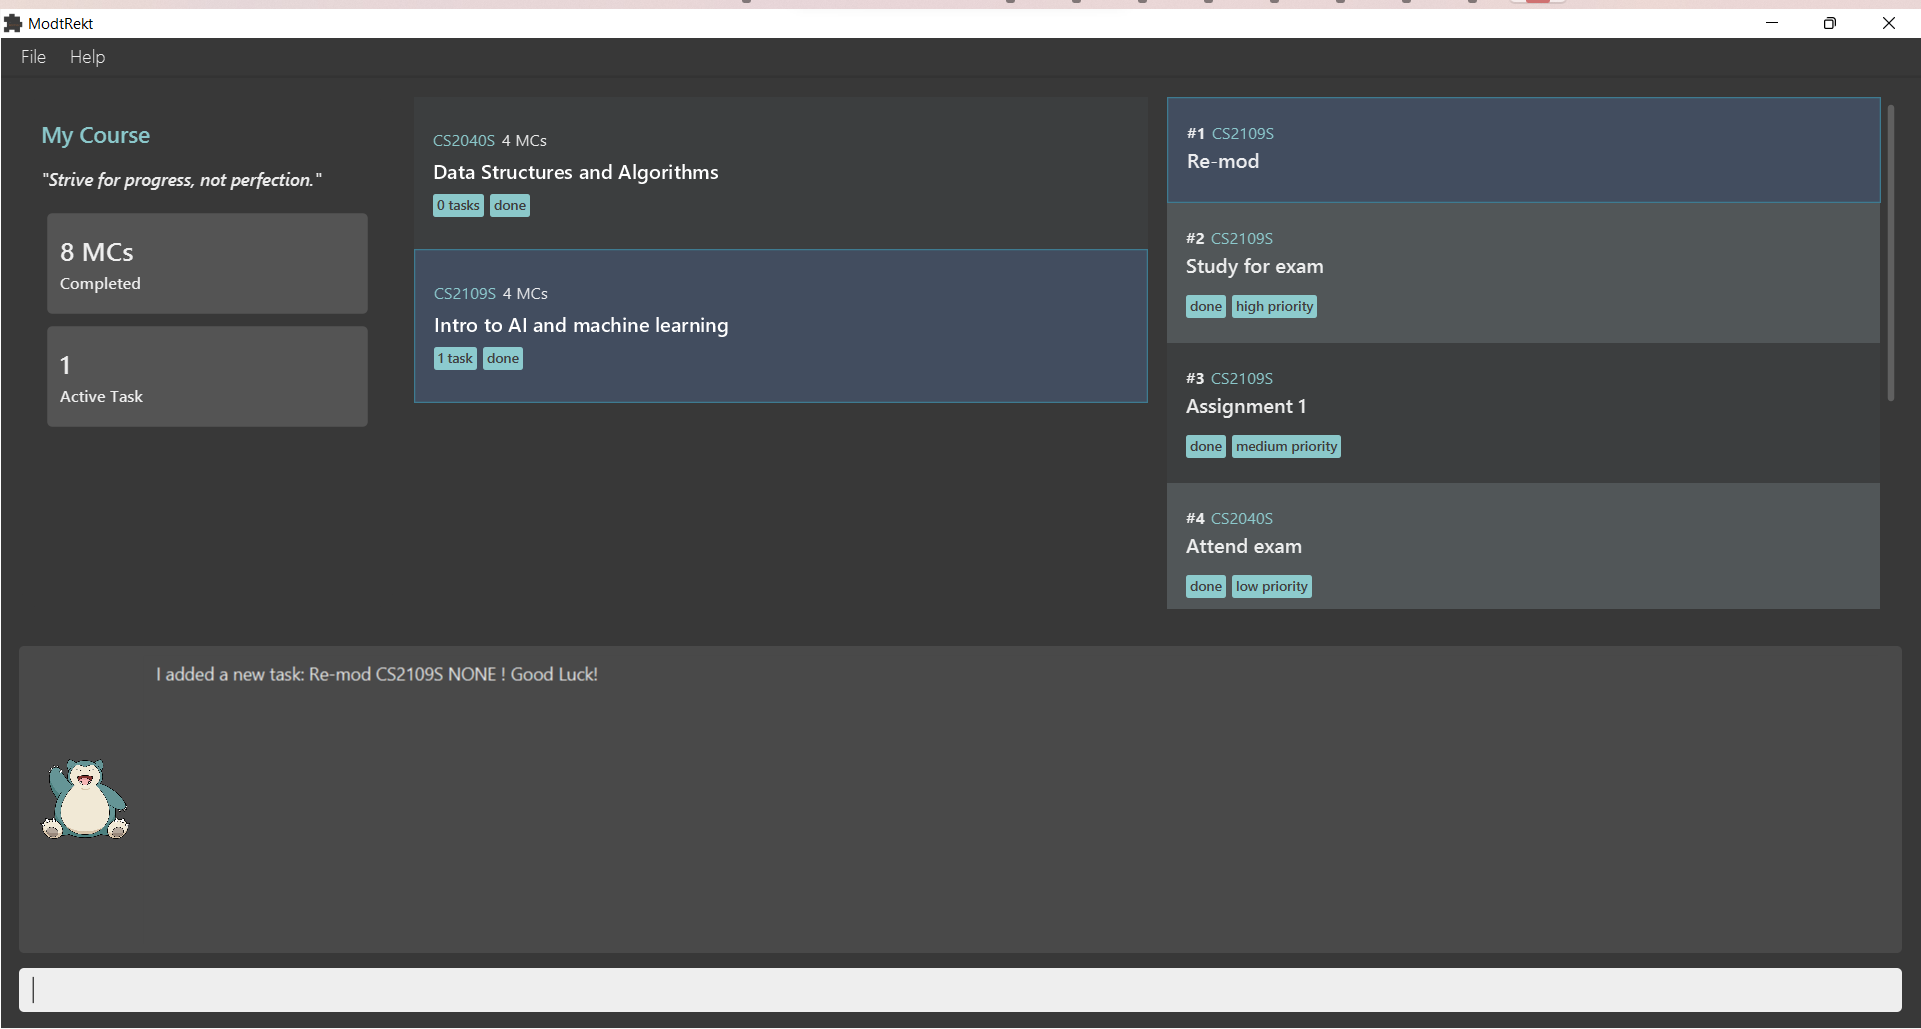 ModtRekt
File Help
My Course
"Strive for progress, not perfection."
8 MCs
Completed
1
Active Task
CS2040S 4 MCs
Data Structures and Algorithms
0 tasks done
CS2109S 4 MCs
Intro to AI and machine learning
1 task done
#1 CS2109S
Re-mod
#2 CS2109S
Study for exam
done high priority
#3 CS2109S
Assignment 1
done medium priority
#4 CS2040S
Attend exam
done low priority
I added a new task: Re-mod CS2109S NONE ! Good Luck!